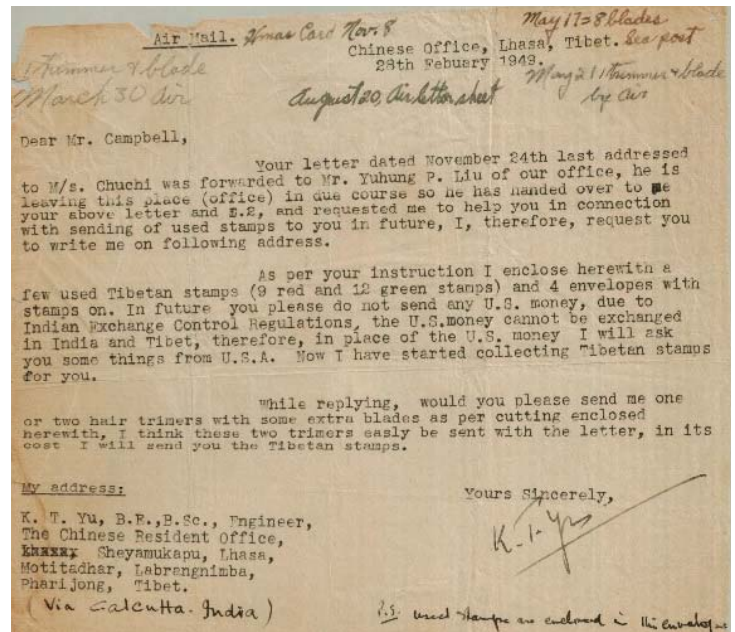 Air Mail. Xmas Card Nov. 8
May 17 = 8 blades
Chinese Office, Lhasa, Tibet. Sea post
28th Febuary 1949.
1 trimmer & blade
March 30 Air
May 21 1 trimmer & blade
by air
August 20, Air letter sheet
Dear Mr. Campbell,
Your letter dated November 24th last addressed
to M/s. Chuchi was forwarded to Mr. Yuhung P. Liu of our office, he is
leaving this place (office) in due course so he has handed over to me
your above letter and $.2, and requested me to help you in connection
with sending of used stamps to you in future, I, therefore, request you
to write me on following address.
As per your instruction I enclose herewith a
few used Tibetan stamps (9 red and 12 green stamps) and 4 envelopes with
stamps on. In future you please do not send any U.S. money, due to
Indian Exchange Control Regulations, the U.S.money cannot be exchanged
in India and Tibet, therefore, in place of the U.S. money I will ask
you some things from U.S.A. Now I have started collecting Tibetan stamps
for you.
While replying, would you please send me one
or two hair trimers with some extra blades as per cutting enclosed
herewith, I think these two trimers easly be sent with the letter, in its
cost I will send you the Tibetan stamps.
My address:
Yours Sincerely,
K. T. Yu, B.E.,B.Sc., Engineer,
The Chinese Resident Office,
K. T. Yu
Sheyamukapu, Lhasa,
Motitadhar, Labrangnimba,
Pharijong, Tibet.
(Via Calcutta. India)
P.S. used stamps are enclosed in this envelope